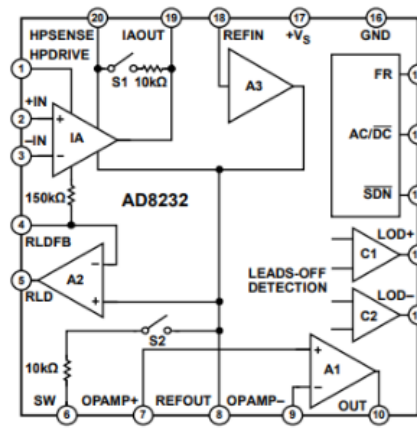 20 19 18 17 16
HPSENSE IAOUT REFIN +VS GND
HPDRIVE
1
S1 10kΩ
A3
FR
+IN
2
IA
AC/DC
–IN
3
150kΩ
AD8232
SDN
4
RLDFB
LOD+
C1
A2
5
RLD
LEADS-OFF
DETECTION
LOD–
C2
S2
10kΩ
A1
SW OPAMP+ REFOUT OPAMP– OUT
6 7 8 9 10